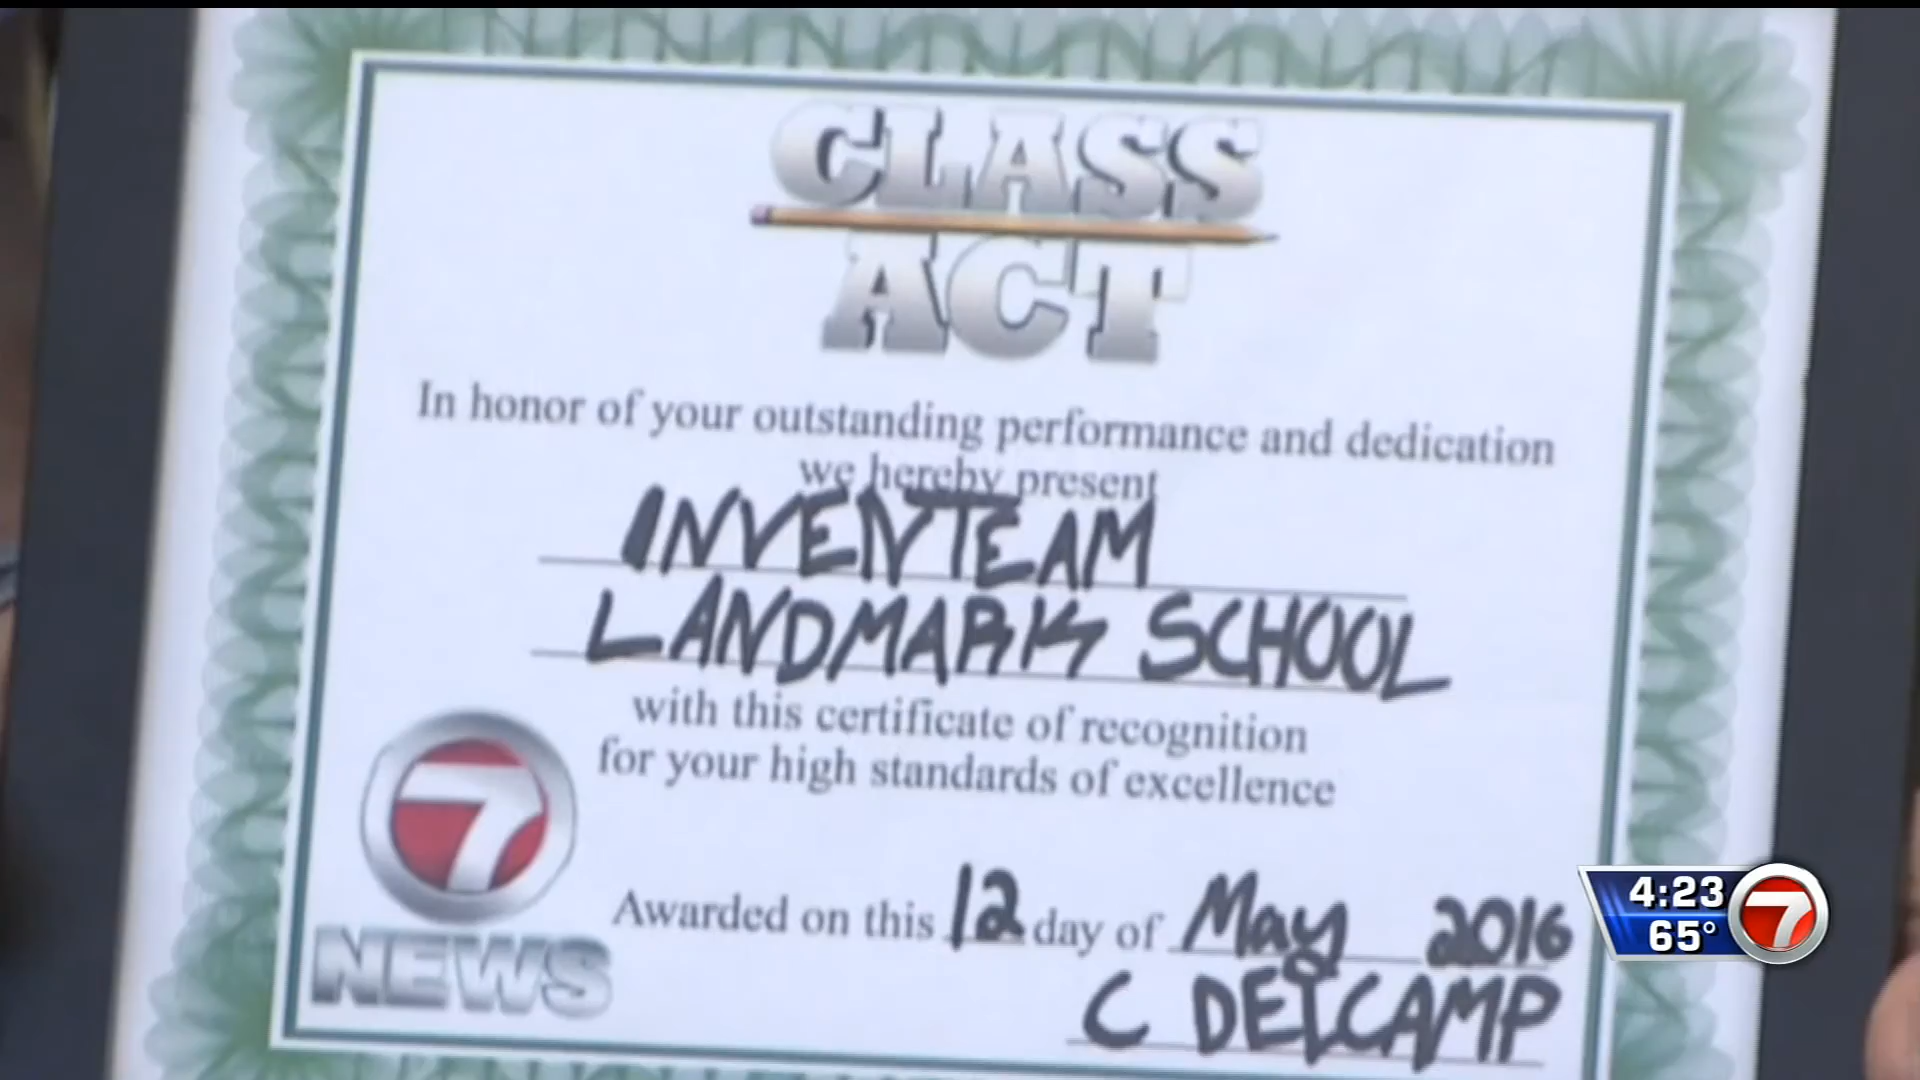 CLASS
ACT
In honor of your outstanding performance and dedication
we hereby present
INVENTEAM
LANDMARK SCHOOL
with this certificate of recognition
for your high standards of excellence
7
NEWS
Awarded on this 12 day of May 2016
C DELCAMP
4:23
65°
7